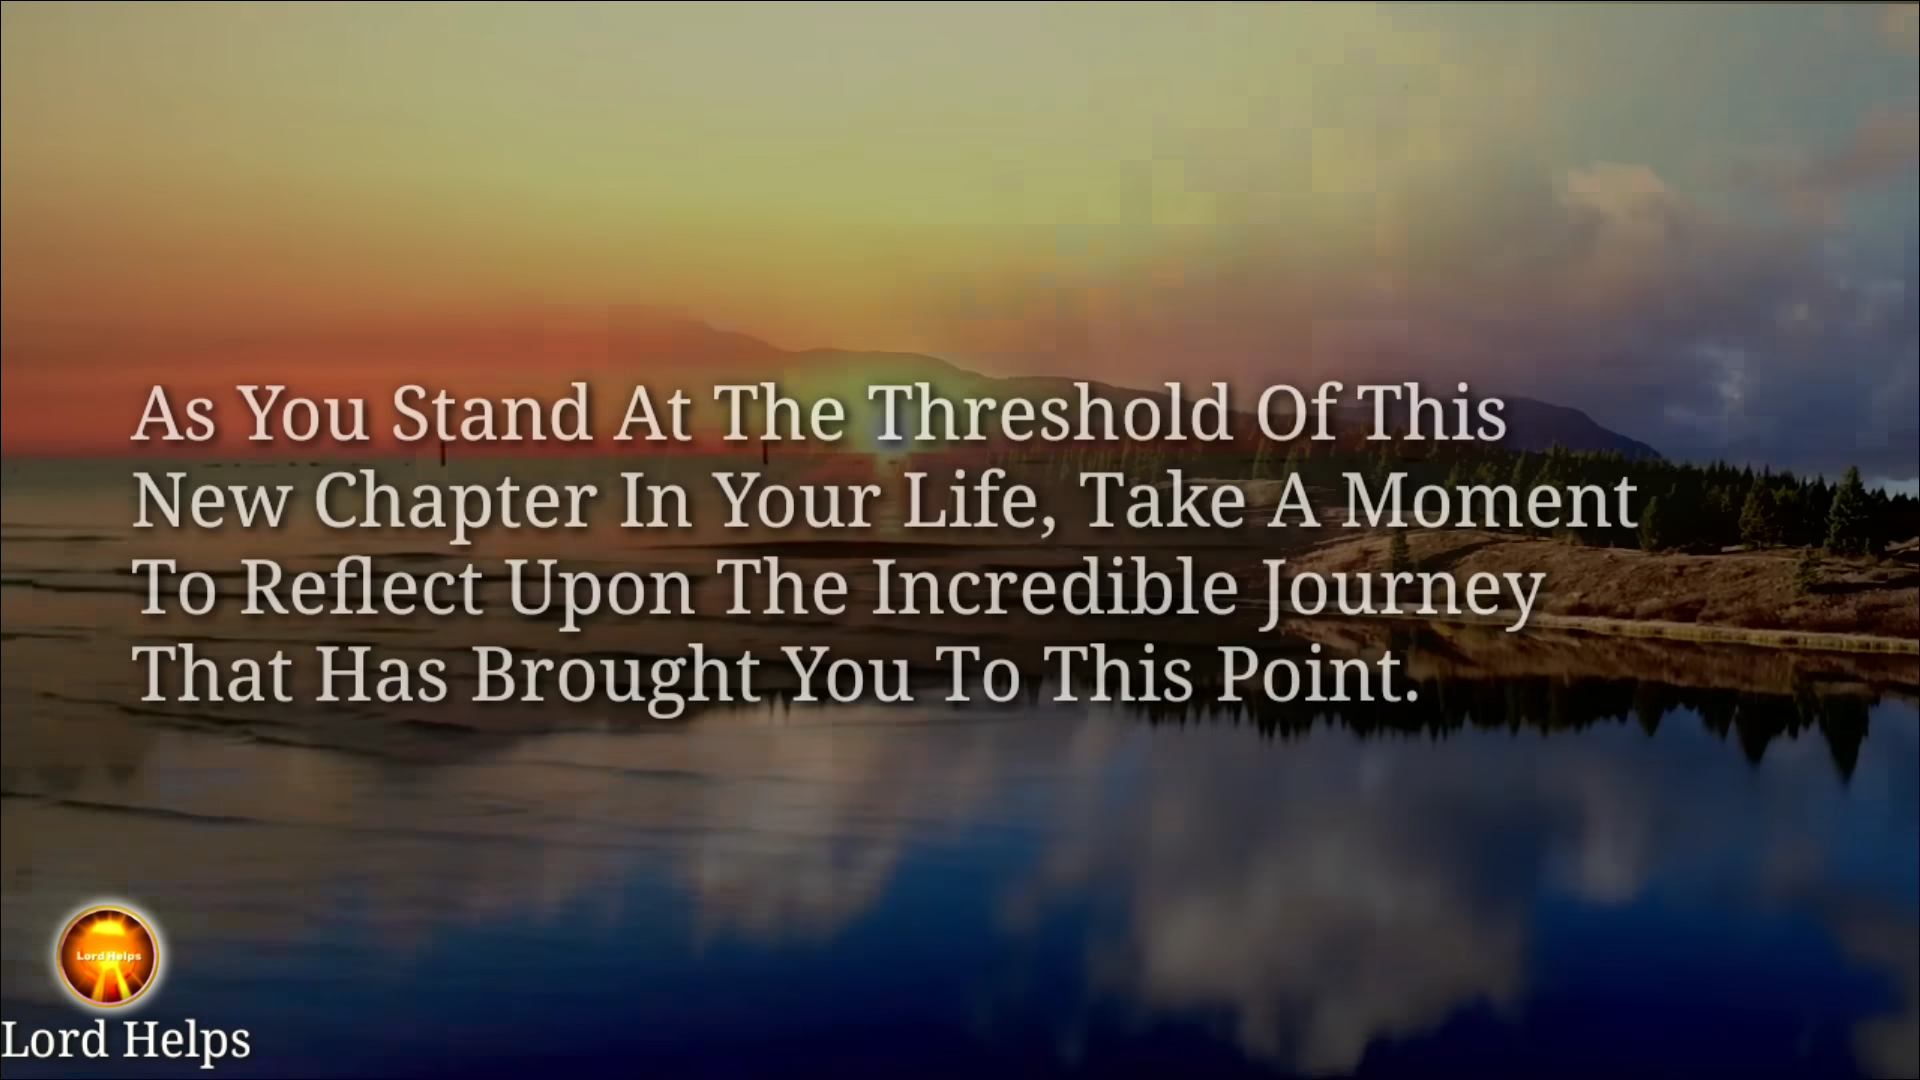 As You Stand At The Threshold Of This
New Chapter In Your Life, Take A Moment
To Reflect Upon The Incredible Journey
That Has Brought You To This Point.
Lord Helps
Lord Helps